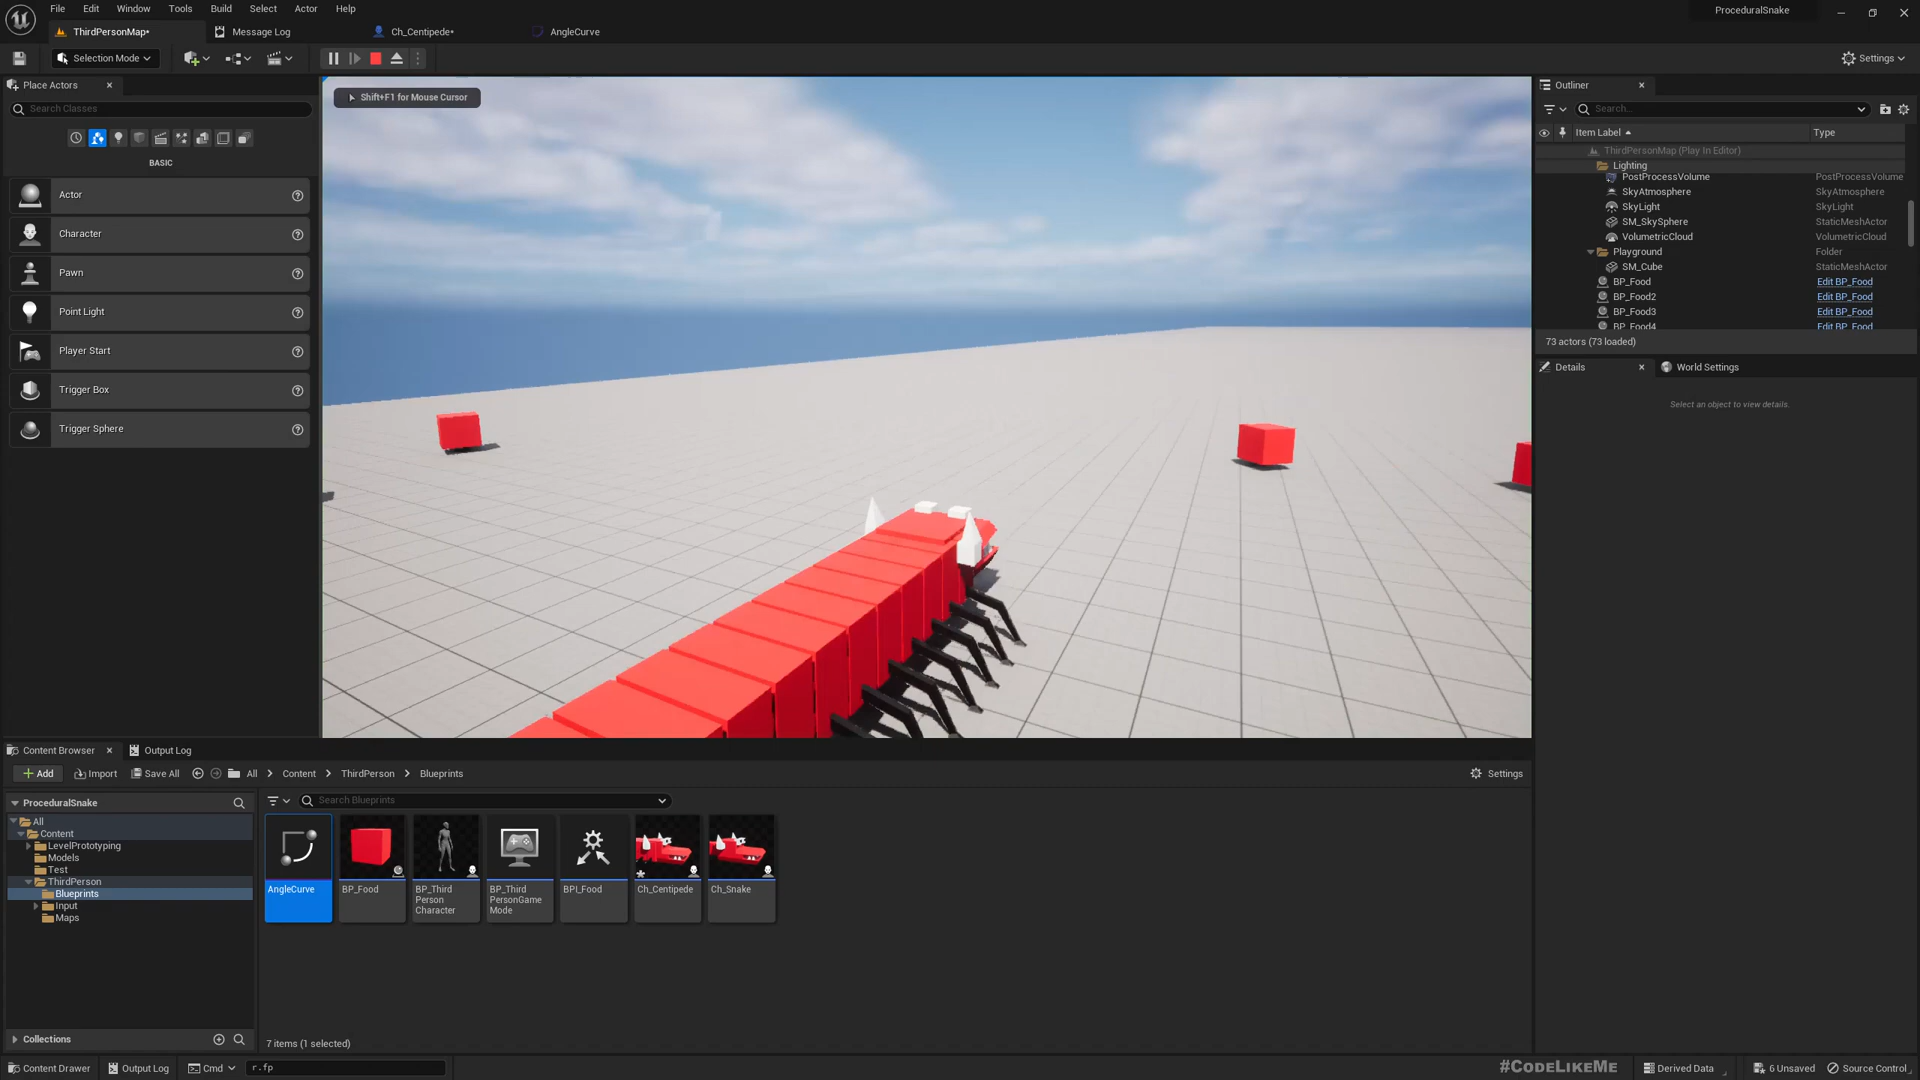 File Edit Window Tools Build Select Actor Help
ProceduralSnake
ThirdPersonMap* Message Log Ch_Centipede* AngleCurve
Selection Mode
Settings
Place Actors
Search Classes
BASIC
Actor
Character
Pawn
Point Light
Player Start
Trigger Box
Trigger Sphere
Shift+F1 for Mouse Cursor
Outliner
Search...
Item Label Type
ThirdPersonMap (Play In Editor)
Lighting
PostProcessVolume PostProcessVolume
SkyAtmosphere SkyAtmosphere
SkyLight SkyLight
SM_SkySphere StaticMeshActor
VolumetricCloud VolumetricCloud
Playground Folder
SM_Cube StaticMeshActor
BP_Food Edit BP_Food
BP_Food2 Edit BP_Food
BP_Food3 Edit BP_Food
BP_Food4 Edit BP_Food
73 actors (73 loaded)
Details World Settings
Select an object to view details.
Content Browser Output Log
Add Import Save All All Content ThirdPerson Blueprints
Settings
ProceduralSnake
Search Blueprints
All
Content
LevelPrototyping
Models
Test
ThirdPerson
Blueprints
Input
Maps
AngleCurve
BP_Food
BP_Third
Person
Character
BP_Third
PersonGame
Mode
BPI_Food
Ch_Centipede
Ch_Snake
Collections
7 items (1 selected)
Content Drawer Output Log Cmd r.fp
#CODELIKEME
Derived Data 6 Unsaved Source Control